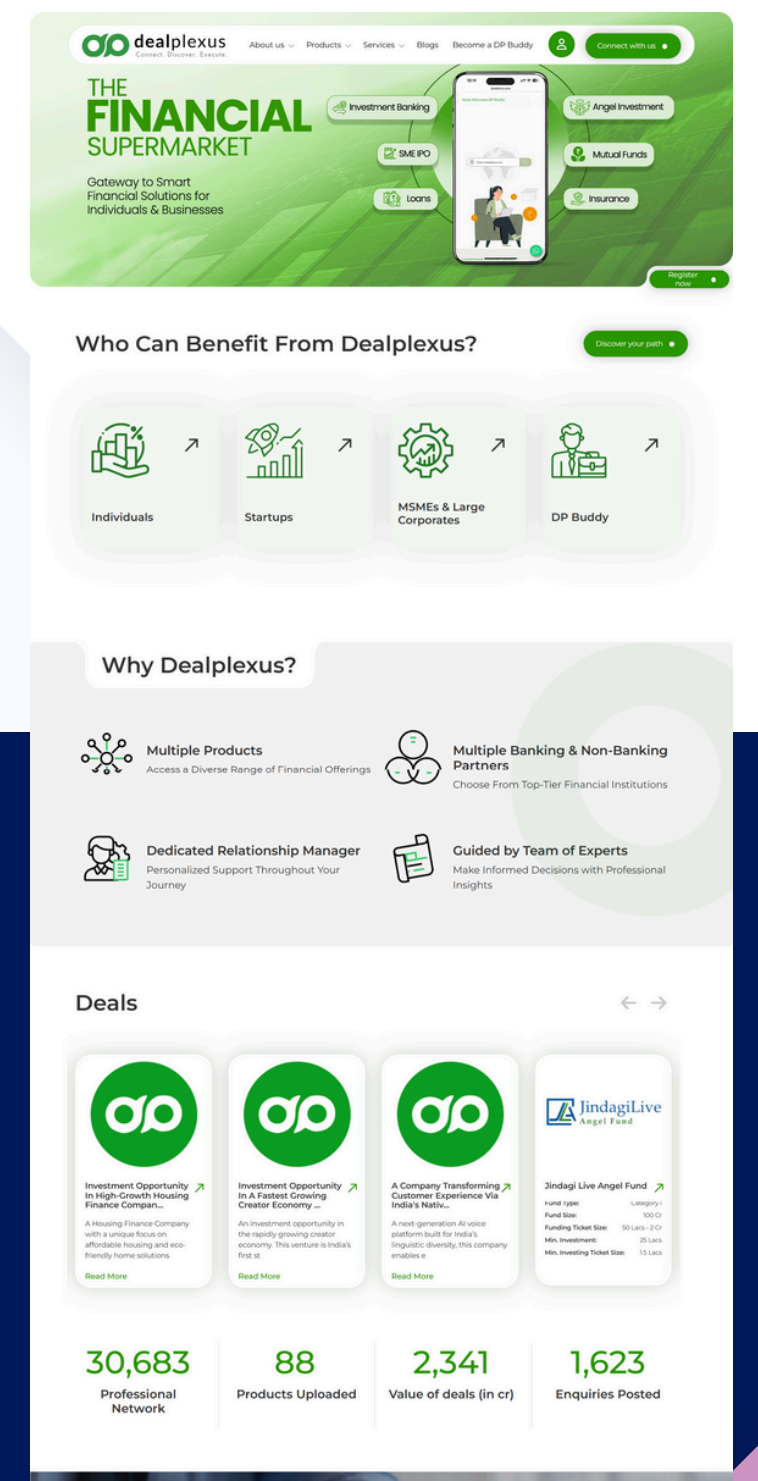 dealplexus
Connect. Discover. Execute.
About us
Products
Services
Blogs
Become a DP Buddy
Connect with us
THE
FINANCIAL
SUPERMARKET
Gateway to Smart
Financial Solutions for
Individuals & Businesses
Investment Banking
SME IPO
Loans
Angel Investment
Mutual Funds
Insurance
Register
now
Who Can Benefit From Dealplexus?
Discover your path
Individuals
Startups
MSMEs & Large
Corporates
DP Buddy
Why Dealplexus?
Multiple Products
Access a Diverse Range of Financial Offerings
Multiple Banking & Non-Banking
Partners
Choose From Top-Tier Financial Institutions
Dedicated Relationship Manager
Personalized Support Throughout Your
Journey
Guided by Team of Experts
Make Informed Decisions with Professional
Insights
Deals
Investment Opportunity
In High-Growth Housing
Finance Compan...
A Housing Finance Company
with a unique focus on
affordable housing and eco-
friendly home solutions
Read More
Investment Opportunity
In A Fastest Growing
Creator Economy ...
An investment opportunity in
the rapidly growing creator
economy. This venture is India's
first st
Read More
A Company Transforming
Customer Experience Via
India's Nativ...
A next-generation AI voice
platform built for India's
linguistic diversity, this company
enables e
Read More
JindagiLive
Angel Fund
Jindagi Live Angel Fund
Fund Type: Category I
Fund Size: 100 Cr
Funding Ticket Size: 50 Lacs - 2 Cr
Min. Investment: 25 Lacs
Min. Investing Ticket Size: 1.5 Lacs
30,683
Professional
Network
88
Products Uploaded
2,341
Value of deals (in cr)
1,623
Enquiries Posted